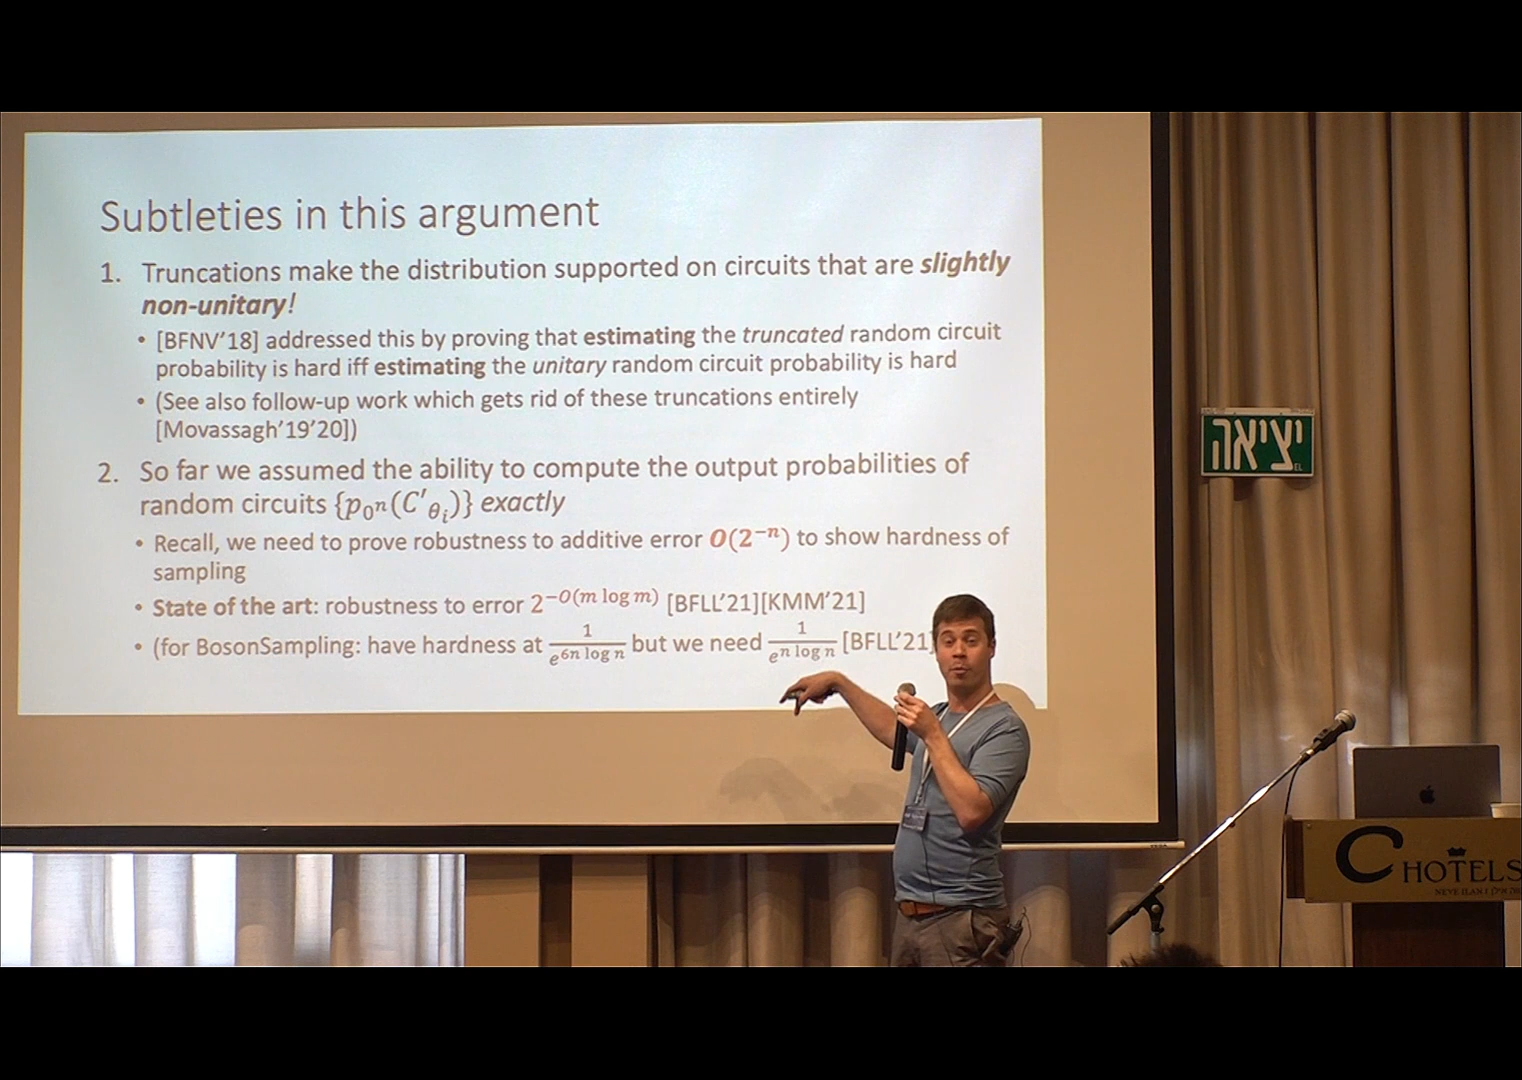 Subtleties in this argument
1. Truncations make the distribution supported on circuits that are slightly
non-unitary!
• [BFNV'18] addressed this by proving that estimating the truncated random circuit
probability is hard iff estimating the unitary random circuit probability is hard
• (See also follow-up work which gets rid of these truncations entirely
[Movassagh'19'20])
2. So far we assumed the ability to compute the output probabilities of
random circuits {p_{0^n}(C'_{θ_i})} exactly
• Recall, we need to prove robustness to additive error O(2^{-n}) to show hardness of
sampling
• State of the art: robustness to error 2^{-O(m log m)} [BFLL'21][KMM'21]
• (for BosonSampling: have hardness at 1/e^{6n log n} but we need 1/e^{n log n} [BFLL'21]
יציאה
C HOTELS
NEVE ILAN